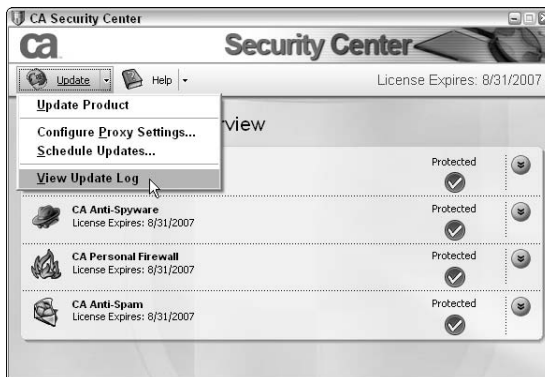 CA Security Center
ca
Security Center
Update
Help
License Expires: 8/31/2007
Update Product
Configure Proxy Settings...
Schedule Updates...
View Update Log
view
Protected
CA Anti-Spyware
License Expires: 8/31/2007
Protected
CA Personal Firewall
License Expires: 8/31/2007
Protected
CA Anti-Spam
License Expires: 8/31/2007
Protected